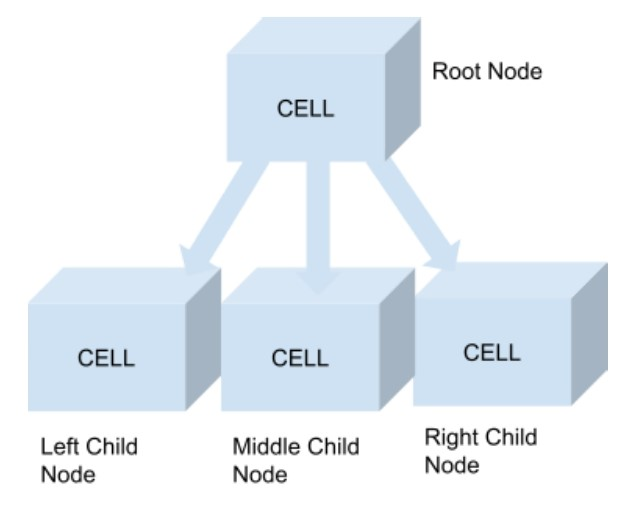 Root Node
CELL
CELL
CELL
CELL
Left Child
Node
Middle Child
Node
Right Child
Node